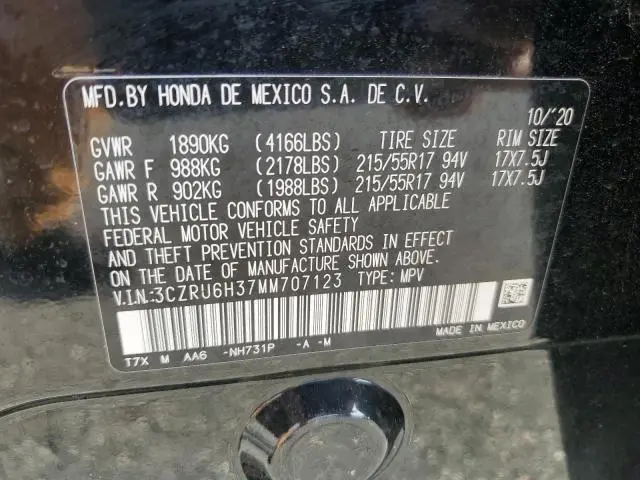 MFD.BY HONDA DE MEXICO S.A. DE C.V.
10/'20
GVWR 1890KG (4166LBS) TIRE SIZE RIM SIZE
GAWR F 988KG (2178LBS) 215/55R17 94V 17X7.5J
GAWR R 902KG (1988LBS) 215/55R17 94V 17X7.5J
THIS VEHICLE CONFORMS TO ALL APPLICABLE
FEDERAL MOTOR VEHICLE SAFETY
AND THEFT PREVENTION STANDARDS IN EFFECT
ON THE DATE OF MANUFACTURE SHOWN ABOVE.
V.I.N.:3CZRU6H37MM707123 TYPE: MPV
T7X M AA6 -NH731P -A -M
MADE IN MEXICO